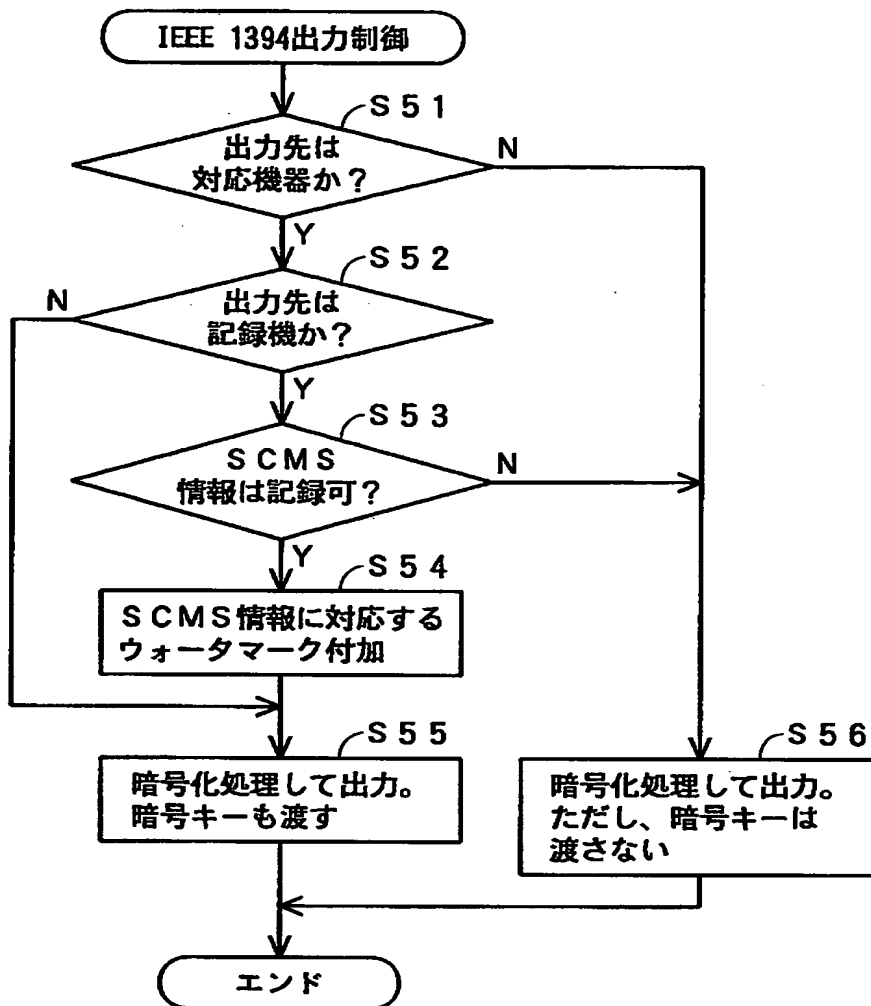 IEEE 1394出力制御
S51
出力先は
対応機器か?
N
Y
S52
N
出力先は
記録機か?
Y
S53
SCMS
情報は記録可?
N
Y
S54
SCMS情報に対応する
ウォータマーク付加
S55
暗号化処理して出力。
暗号キーも渡す
S56
暗号化処理して出力。
ただし、暗号キーは
渡さない
エンド